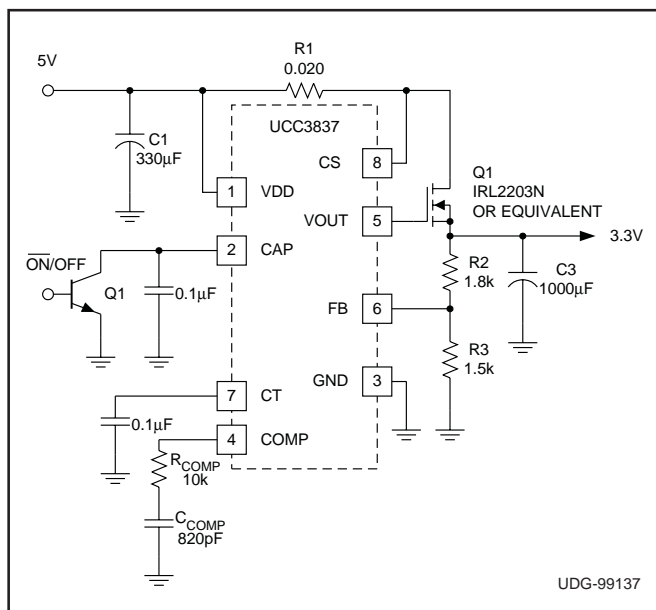 R1
0.020
5V
UCC3837
C1
330µF
CS
8
Q1
IRL2203N
OR EQUIVALENT
1
VDD
VOUT
5
3.3V
2
CAP
ON/OFF
Q1
0.1µF
R2
1.8k
C3
1000µF
FB
6
R3
1.5k
GND
3
7
CT
0.1µF
4
COMP
RCOMP
10k
CCOMP
820pF
UDG-99137